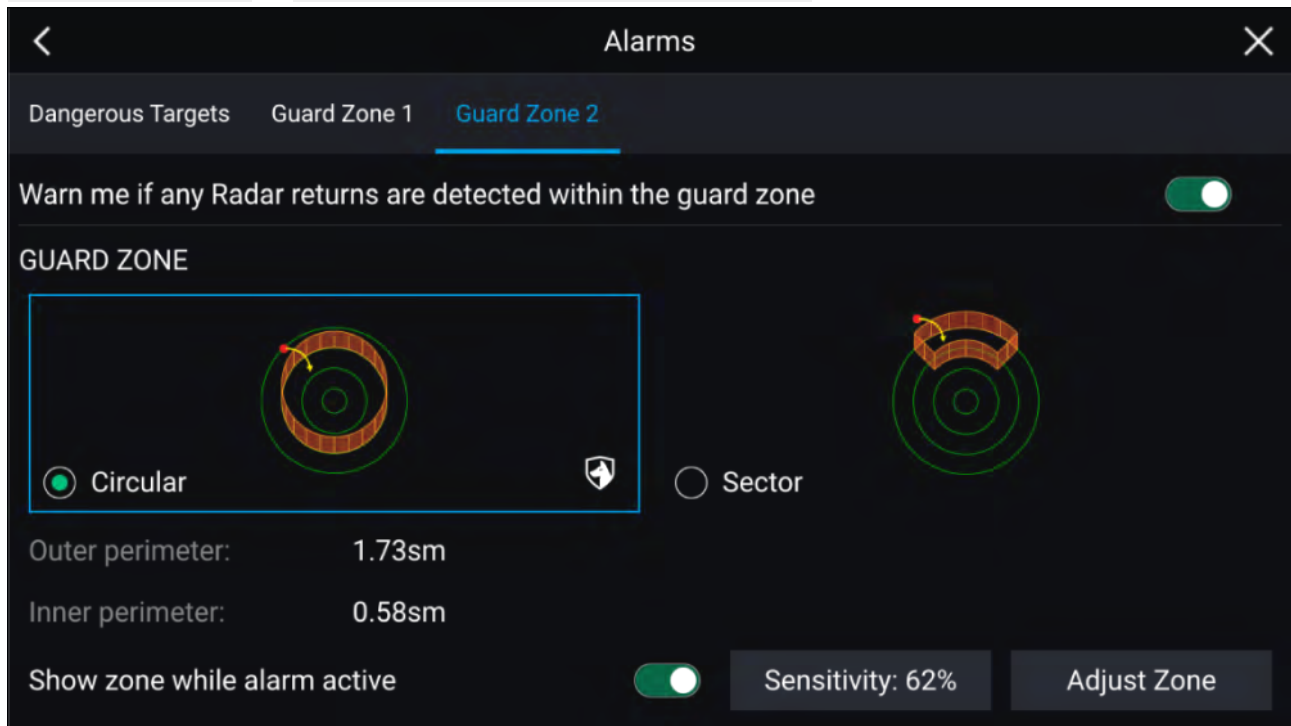 Alarms
Dangerous Targets Guard Zone 1 Guard Zone 2
Warn me if any Radar returns are detected within the guard zone
GUARD ZONE
Circular Sector
Outer perimeter: 1.73sm
Inner perimeter: 0.58sm
Show zone while alarm active Sensitivity: 62% Adjust Zone